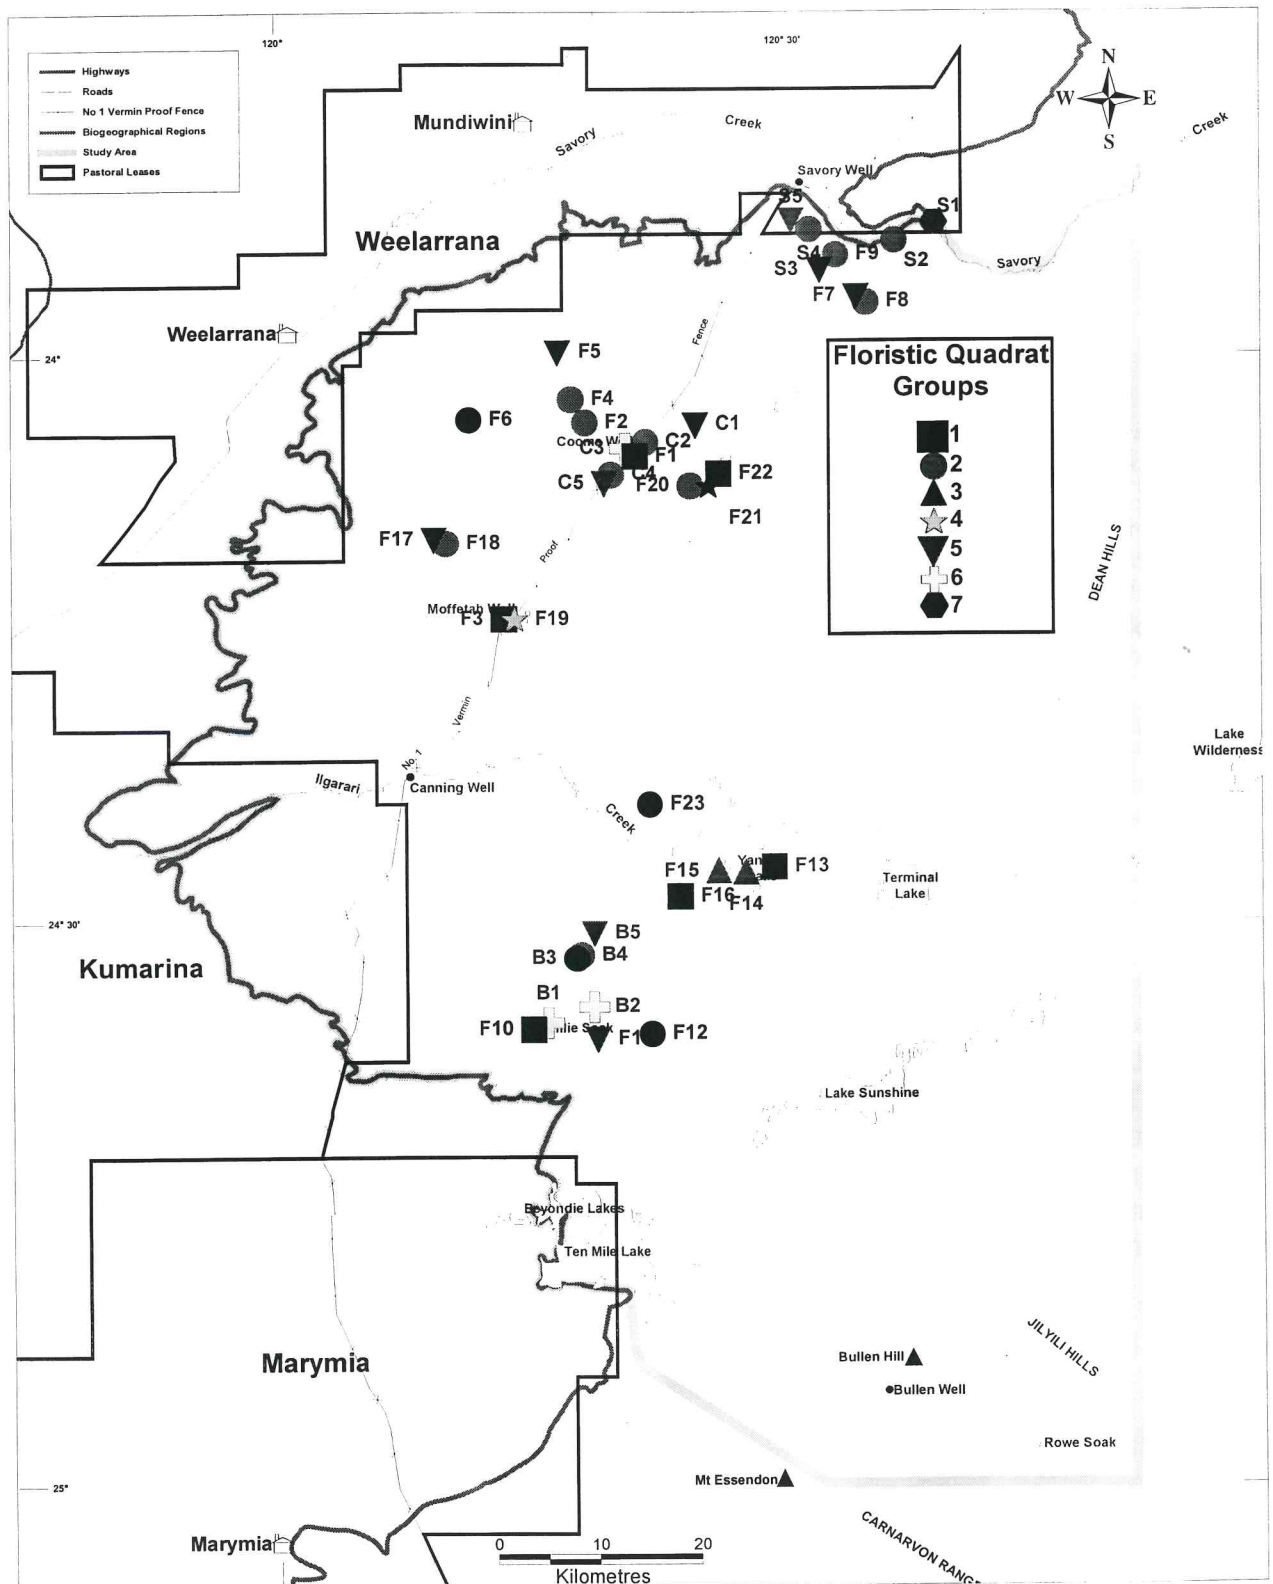 120°
120° 30'
Highways
Roads
No 1 Vermin Proof Fence
Biogeographical Regions
Study Area
Pastoral Leases
N
W
E
S
Mundiwini
Savory
Creek
Creek
Savory Well
S5
S1
Weelarrana
S4
F9
S2
S3
Savory
F7
F8
Weelarrana
Fence
24°
F5
Floristic Quadrat
Groups
1
2
3
4
5
6
7
F4
F6
F2
C1
C2
C3
F1
C4
F22
C5
F20
F21
F17
F18
Proof
DEAN HILLS
Moffetah Well
F3
F19
Vermin
Lake
Wilderness
No. 1
Ilgarari
Canning Well
Creek
F23
F15
F13
F16
F14
Terminal
Lake
24° 30'
B5
B3
B4
Kumarina
B1
B2
F10
F1
F12
Lake Sunshine
Beyondie Lakes
Ten Mile Lake
JILYILI HILLS
Bullen Hill
Marymia
Bullen Well
Rowe Soak
Mt Essendon
25°
CARNARVON RANGE
Marymia
0 10 20
Kilometres